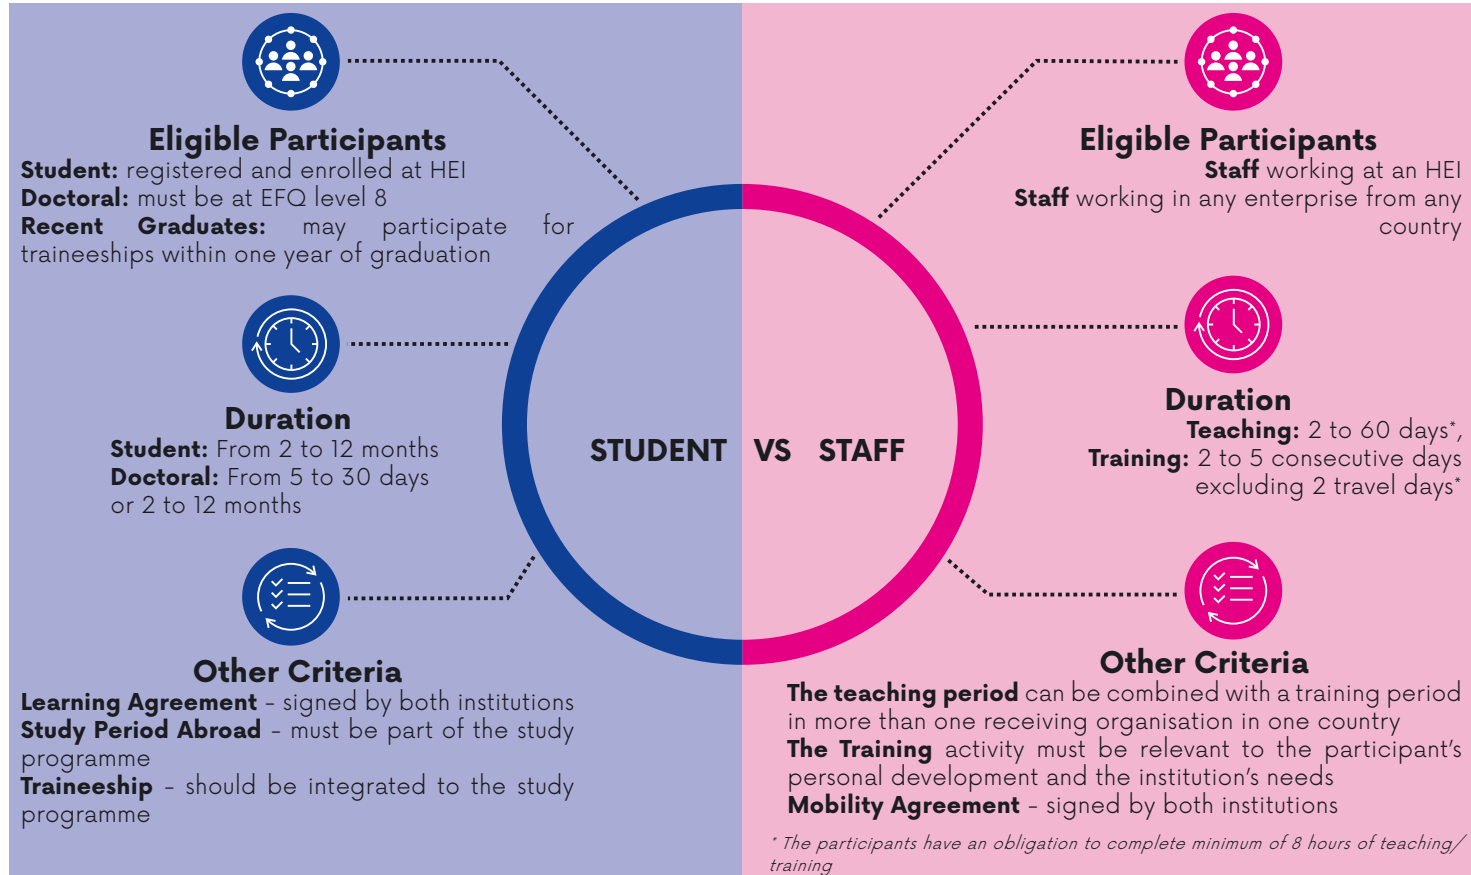 Eligible Participants
Student: registered and enrolled at HEI
Doctoral: must be at EFQ level 8
Recent Graduates: may participate for
traineeships within one year of graduation
Duration
Student: From 2 to 12 months
Doctoral: From 5 to 30 days
or 2 to 12 months
Other Criteria
Learning Agreement - signed by both institutions
Study Period Abroad - must be part of the study
programme
Traineeship - should be integrated to the study
programme
STUDENT VS STAFF
Eligible Participants
Staff working at an HEI
Staff working in any enterprise from any
country
Duration
Teaching: 2 to 60 days*,
Training: 2 to 5 consecutive days
excluding 2 travel days*
Other Criteria
The teaching period can be combined with a training period
in more than one receiving organisation in one country
The Training activity must be relevant to the participant's
personal development and the institution's needs
Mobility Agreement - signed by both institutions
* The participants have an obligation to complete minimum of 8 hours of teaching/
training